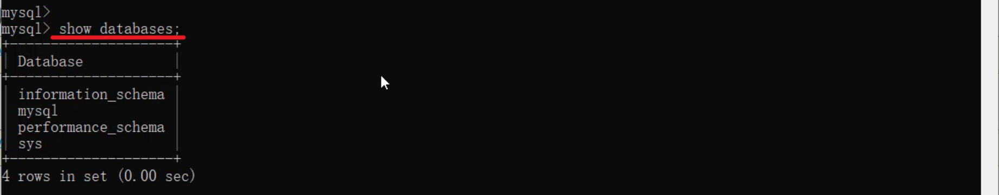 mysql>
mysql> show databases;
+--------------------+
| Database           |
+--------------------+
| information_schema |
| mysql              |
| performance_schema |
| sys                |
+--------------------+
4 rows in set (0.00 sec)